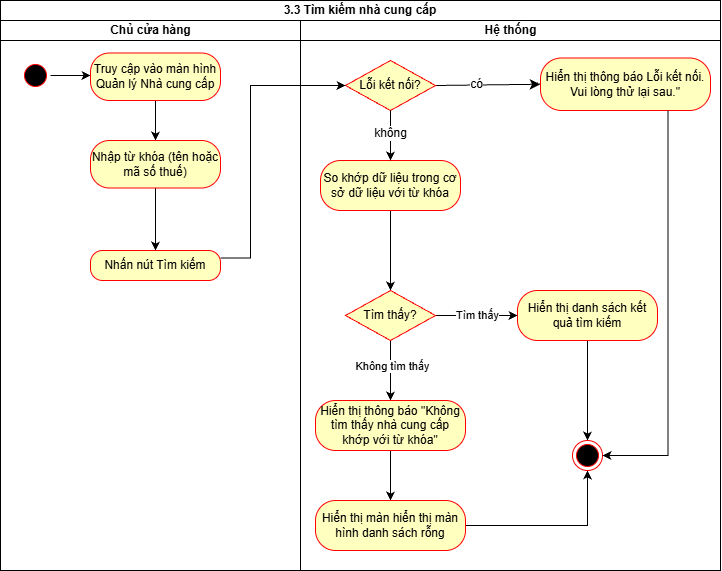 3.3 Tìm kiếm nhà cung cấp
Chủ cửa hàng
Hệ thống
Truy cập vào màn hình
Quản lý Nhà cung cấp
Nhập từ khóa (tên hoặc
mã số thuế)
Nhấn nút Tìm kiếm
Lỗi kết nối?
có
Hiển thị thông báo Lỗi kết nối.
Vui lòng thử lại sau."
không
So khớp dữ liệu trong cơ
sở dữ liệu với từ khóa
Tìm thấy?
Tìm thấy
Hiển thị danh sách kết
quả tìm kiếm
Không tìm thấy
Hiển thị thông báo "Không
tìm thấy nhà cung cấp
khớp với từ khóa"
Hiển thị màn hiển thị màn
hình danh sách rỗng